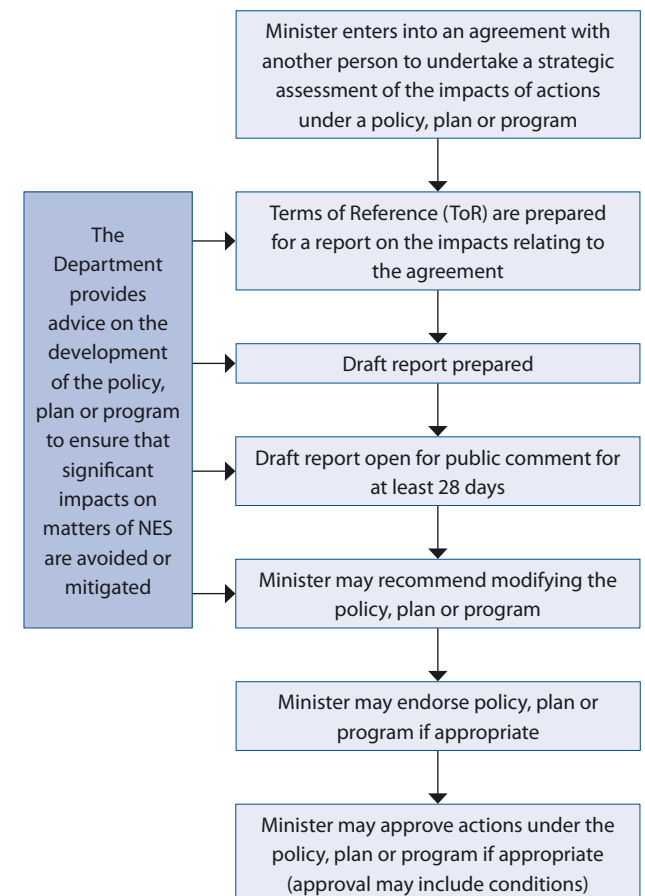 Minister enters into an agreement with
another person to undertake a strategic
assessment of the impacts of actions
under a policy, plan or program
The
Department
provides
advice on the
development
of the policy,
plan or program
to ensure that
significant
impacts on
matters of NES
are avoided or
mitigated
Terms of Reference (ToR) are prepared
for a report on the impacts relating to
the agreement
Draft report prepared
Draft report open for public comment for
at least 28 days
Minister may recommend modifying the
policy, plan or program
Minister may endorse policy, plan or
program if appropriate
Minister may approve actions under the
policy, plan or program if appropriate
(approval may include conditions)